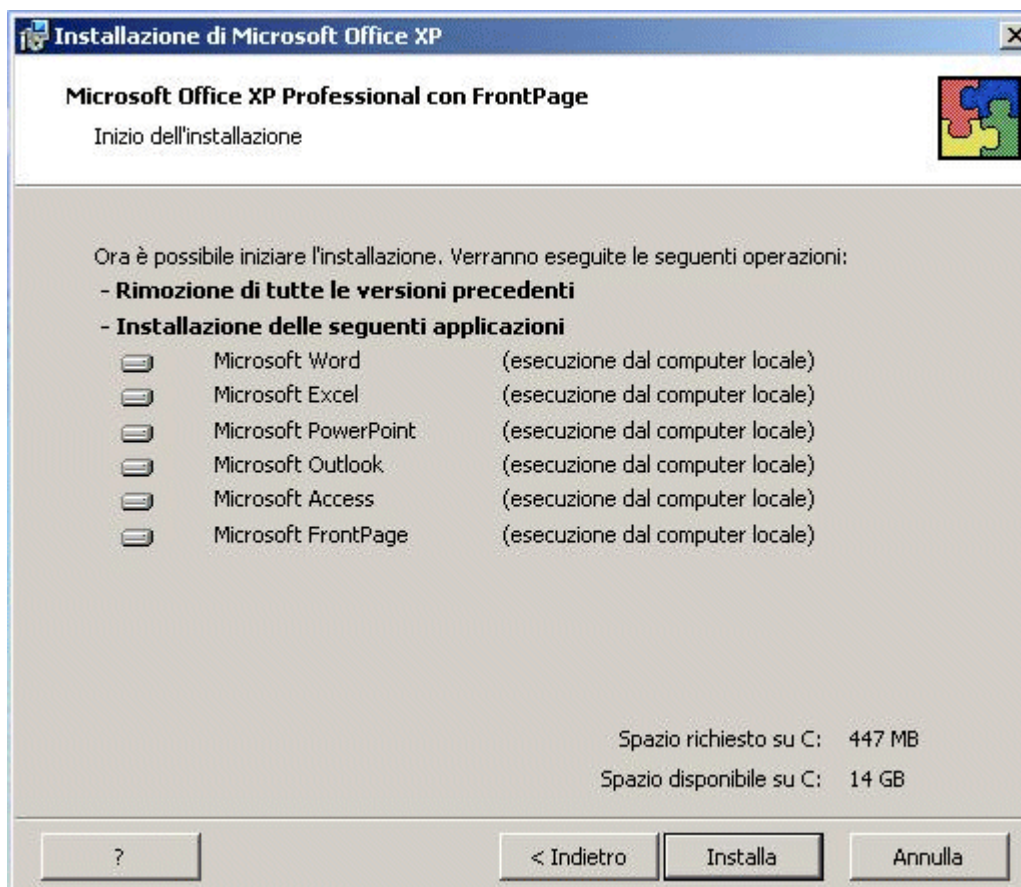 Installazione di Microsoft Office XP
Microsoft Office XP Professional con FrontPage
Inizio dell'installazione
Ora è possibile iniziare l'installazione. Verranno eseguite le seguenti operazioni:
- Rimozione di tutte le versioni precedenti
- Installazione delle seguenti applicazioni
Microsoft Word (esecuzione dal computer locale)
Microsoft Excel (esecuzione dal computer locale)
Microsoft PowerPoint (esecuzione dal computer locale)
Microsoft Outlook (esecuzione dal computer locale)
Microsoft Access (esecuzione dal computer locale)
Microsoft FrontPage (esecuzione dal computer locale)
Spazio richiesto su C: 447 MB
Spazio disponibile su C: 14 GB
? < Indietro Installa Annulla